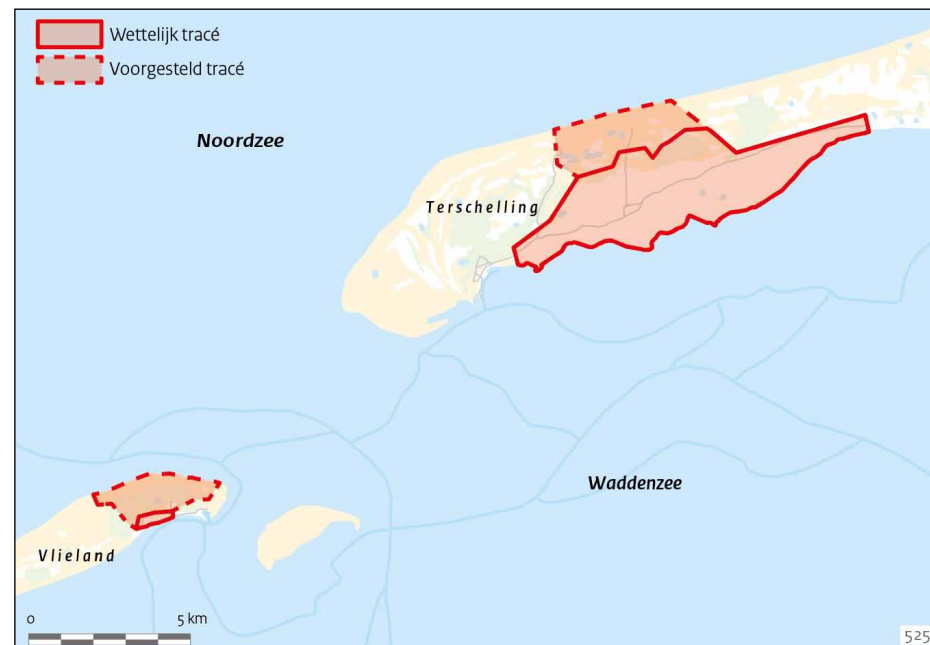 Wettelijk tracé
Voorgesteld tracé
Noordzee
Terschelling
Waddenzee
Vlieland
0 5 km
525